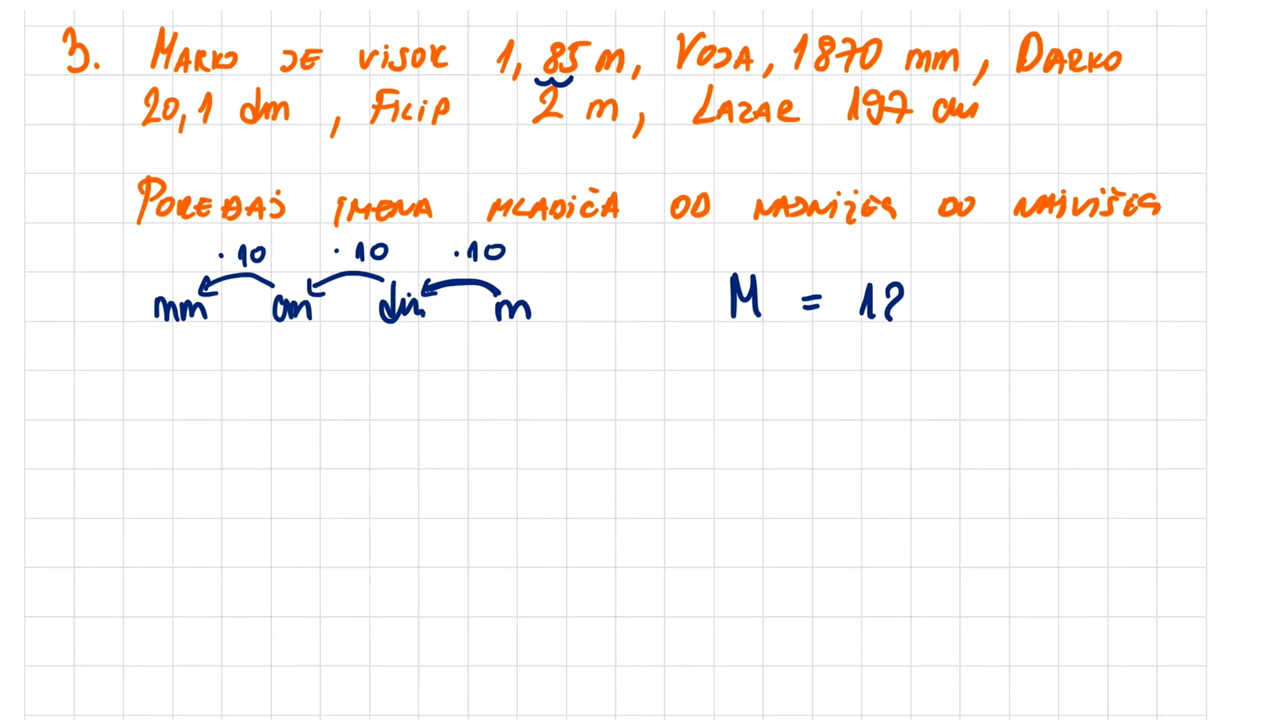 3. MARKO JE VISOK 1,85 m, VOJA, 1870 mm, DARKO
20,1 dm, FILIP 2 m, LAZAR 197 cm
POREĐAJ IMENA MLADIĆA OD NAJNIŽEG DO NAJVIŠEG
·10 ·10 ·10
mm cm dm m M = 18